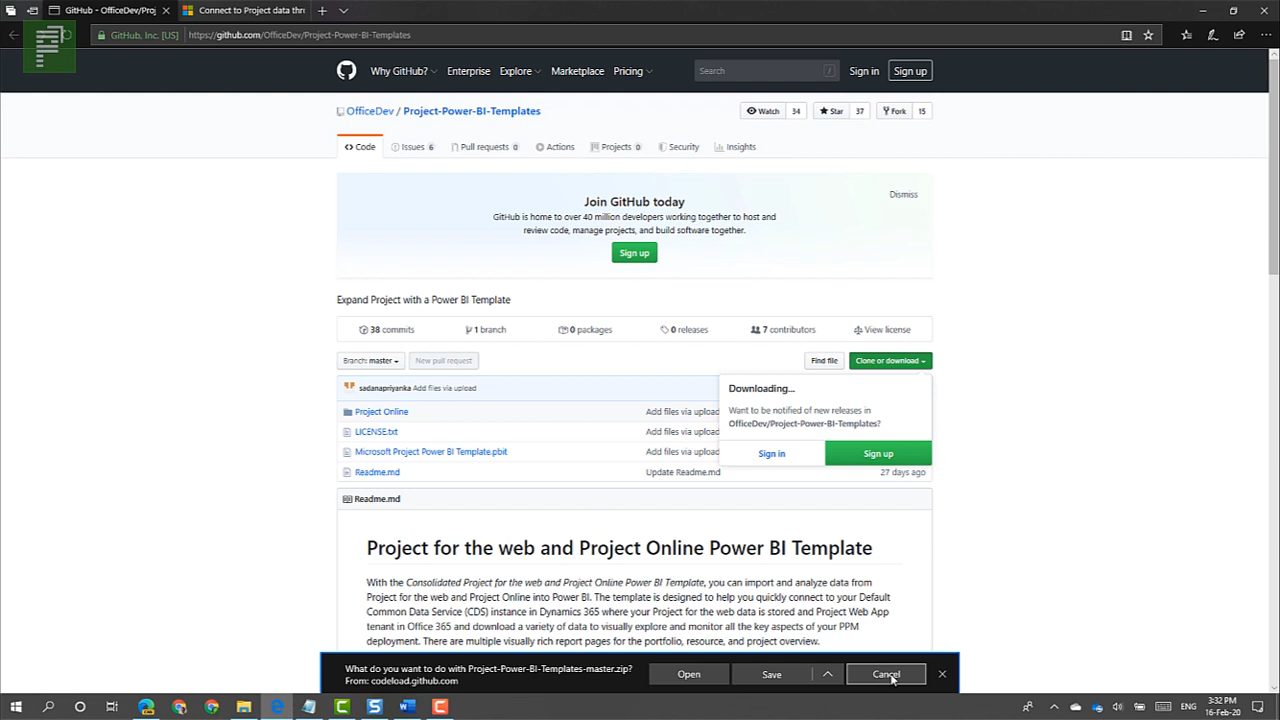 GitHub - OfficeDev/Proj
Connect to Project data thr
GitHub, Inc. [US]
https://github.com/OfficeDev/Project-Power-BI-Templates
Why GitHub?
Enterprise
Explore
Marketplace
Pricing
Search
/
Sign in
Sign up
OfficeDev / Project-Power-BI-Templates
Watch 34
Star 37
Fork 15
<> Code
Issues 6
Pull requests 0
Actions
Projects 0
Security
Insights
Join GitHub today
Dismiss
GitHub is home to over 40 million developers working together to host and
review code, manage projects, and build software together.
Sign up
Expand Project with a Power BI Template
38 commits
1 branch
0 packages
0 releases
7 contributors
View license
Branch: master
New pull request
Find file
Clone or download
sadanapriyanka Add files via upload
Downloading...
Want to be notified of new releases in
OfficeDev/Project-Power-BI-Templates?
Sign in
Sign up
Project Online
Add files via upload
LICENSE.txt
Add files via upload
Microsoft Project Power BI Template.pbit
Add files via upload
Readme.md
Update Readme.md
27 days ago
Readme.md
Project for the web and Project Online Power BI Template
With the Consolidated Project for the web and Project Online Power BI Template, you can import and analyze data from
Project for the web and Project Online into Power BI. The template is designed to help you quickly connect to your Default
Common Data Service (CDS) instance in Dynamics 365 where your Project for the web data is stored and Project Web App
tenant in Office 365 and download a variety of data to visually explore and monitor all the key aspects of your PPM
deployment. There are multiple visually rich report pages for the portfolio, resource, and project overview.
What do you want to do with Project-Power-BI-Templates-master.zip?
From: codeload.github.com
Open
Save
Cancel
ENG
3:32 PM
16-Feb-20